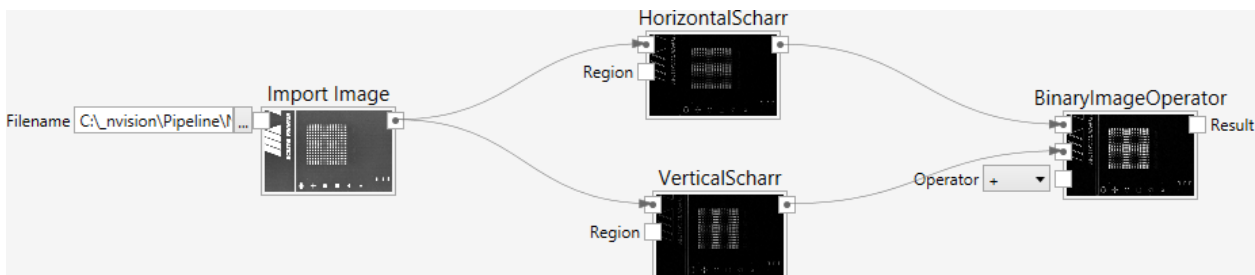 HorizontalScharr
Region
Import Image
Filename C:\_nvision\Pipeline\ ...
BinaryImageOperator
Result
VerticalScharr
Operator +
Region